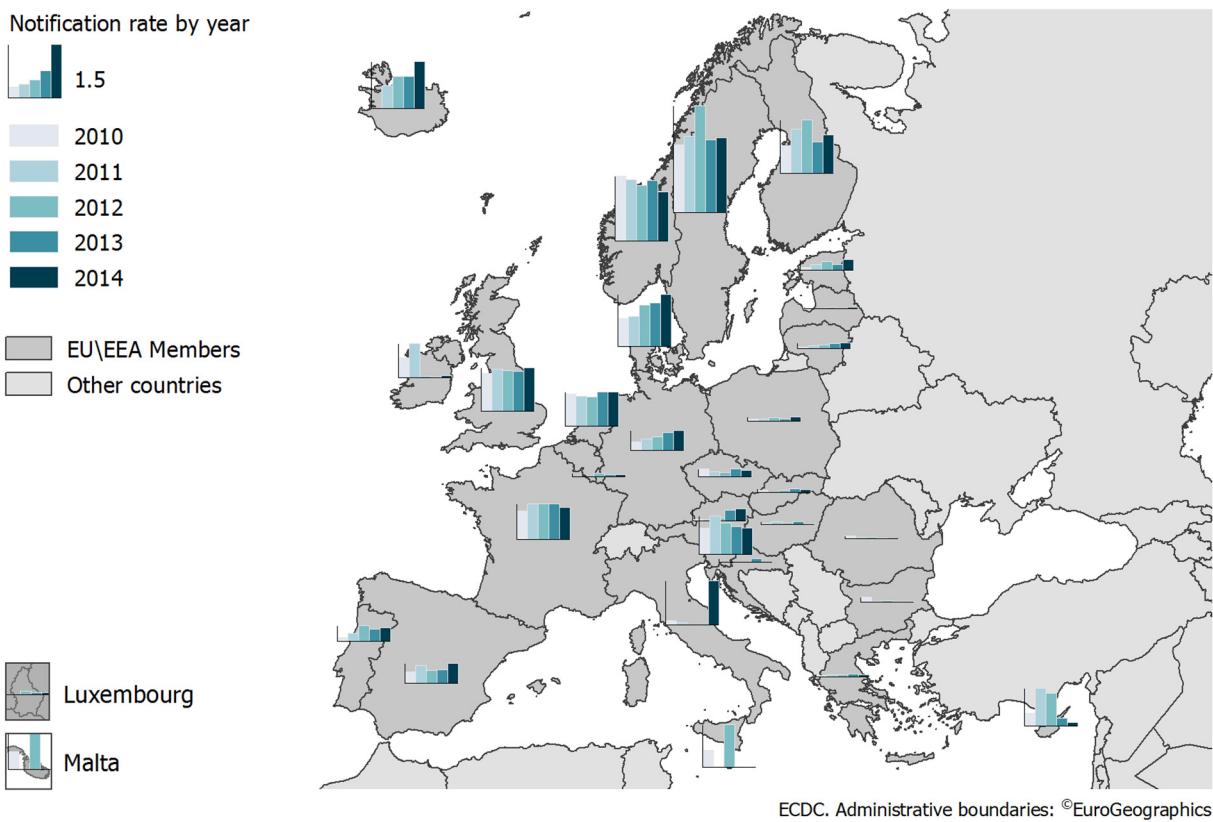 Notification rate by year
1.5
2010
2011
2012
2013
2014
EU\EEA Members
Other countries
Luxembourg
Malta
ECDC. Administrative boundaries: ©EuroGeographics